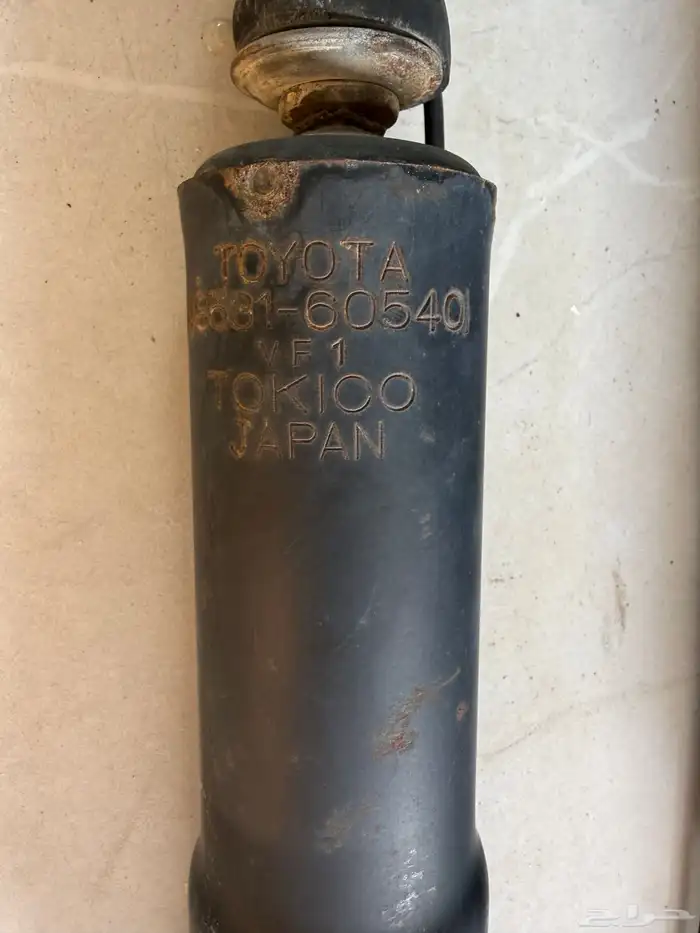 TOYOTA
48531-60540
VF1
TOKICO
JAPAN
حراج